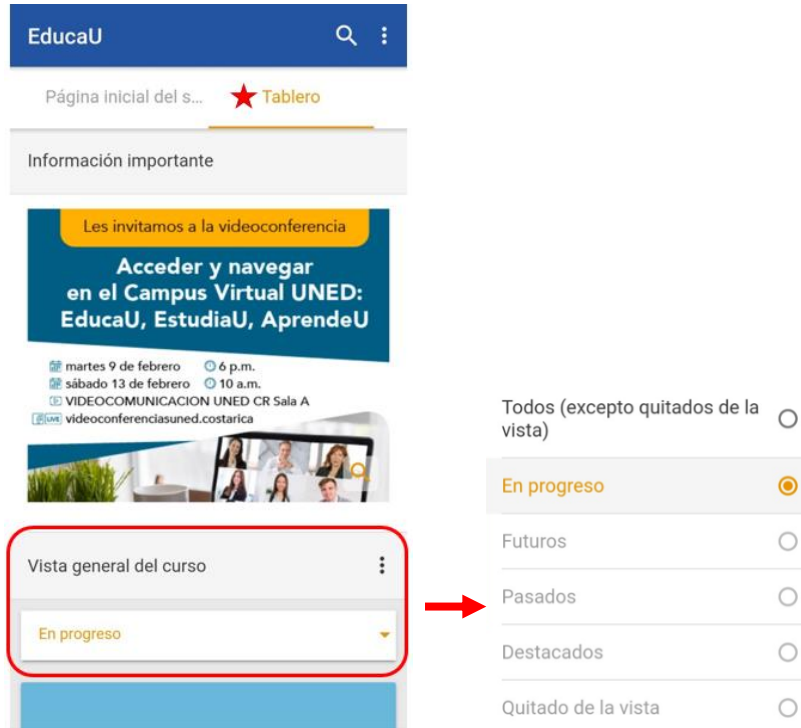 EducaU
Página inicial del s...
Tablero
Información importante
Les invitamos a la videoconferencia
Acceder y navegar
en el Campus Virtual UNED:
EducaU, EstudiaU, AprendeU
martes 9 de febrero 6 p.m.
sábado 13 de febrero 10 a.m.
VIDEOCOMUNICACION UNED CR Sala A
LIVE videoconferenciasuned.costarica
Vista general del curso
En progreso
Todos (excepto quitados de la
vista)
En progreso
Futuros
Pasados
Destacados
Quitado de la vista